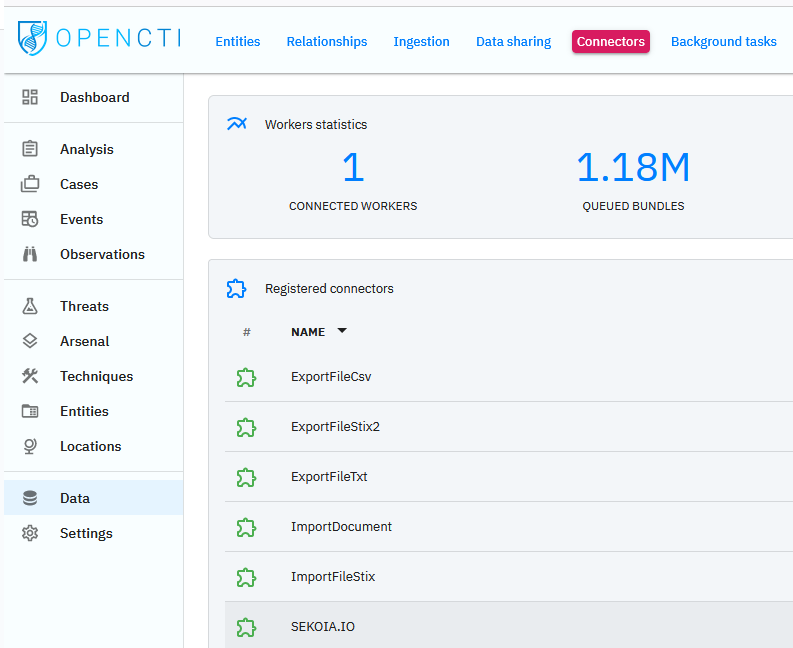 OPENCTI
Entities Relationships Ingestion Data sharing Connectors Background tasks
Dashboard
Analysis
Cases
Events
Observations
Threats
Arsenal
Techniques
Entities
Locations
Data
Settings
Workers statistics
1 1.18M
CONNECTED WORKERS QUEUED BUNDLES
Registered connectors
# NAME
ExportFileCsv
ExportFileStix2
ExportFileTxt
ImportDocument
ImportFileStix
SEKOIA.IO